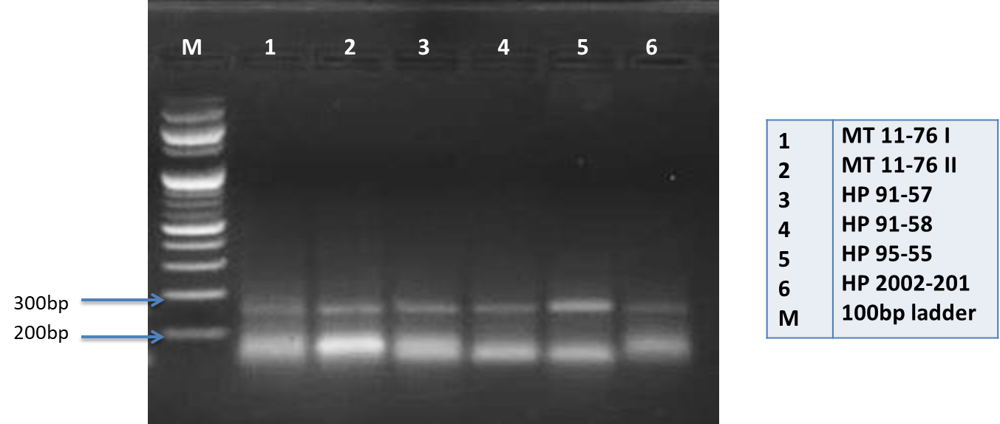 M 1 2 3 4 5 6
300bp
200bp
1 MT 11-76 I
2 MT 11-76 II
3 HP 91-57
4 HP 91-58
5 HP 95-55
6 HP 2002-201
M 100bp ladder